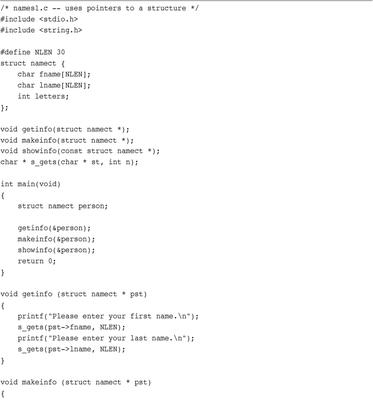 /* names1.c -- uses pointers to a structure */
#include <stdio.h>
#include <string.h>

#define NLEN 30
struct namect {
    char fname[NLEN];
    char lname[NLEN];
    int letters;
};

void getinfo(struct namect *);
void makeinfo(struct namect *);
void showinfo(const struct namect *);
char * s_gets(char * st, int n);

int main(void)
{
    struct namect person;

    getinfo(&person);
    makeinfo(&person);
    showinfo(&person);
    return 0;
}

void getinfo (struct namect * pst)
{
    printf("Please enter your first name.\n");
    s_gets(pst->fname, NLEN);
    printf("Please enter your last name.\n");
    s_gets(pst->lname, NLEN);
}

void makeinfo (struct namect * pst)
{